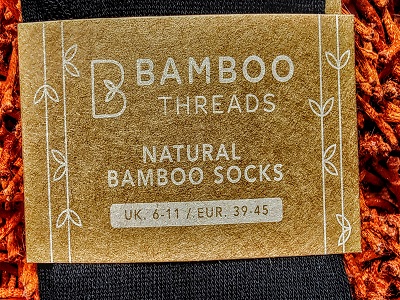 BAMBOO
THREADS
NATURAL
BAMBOO SOCKS
UK. 6-11 / EUR. 39-45